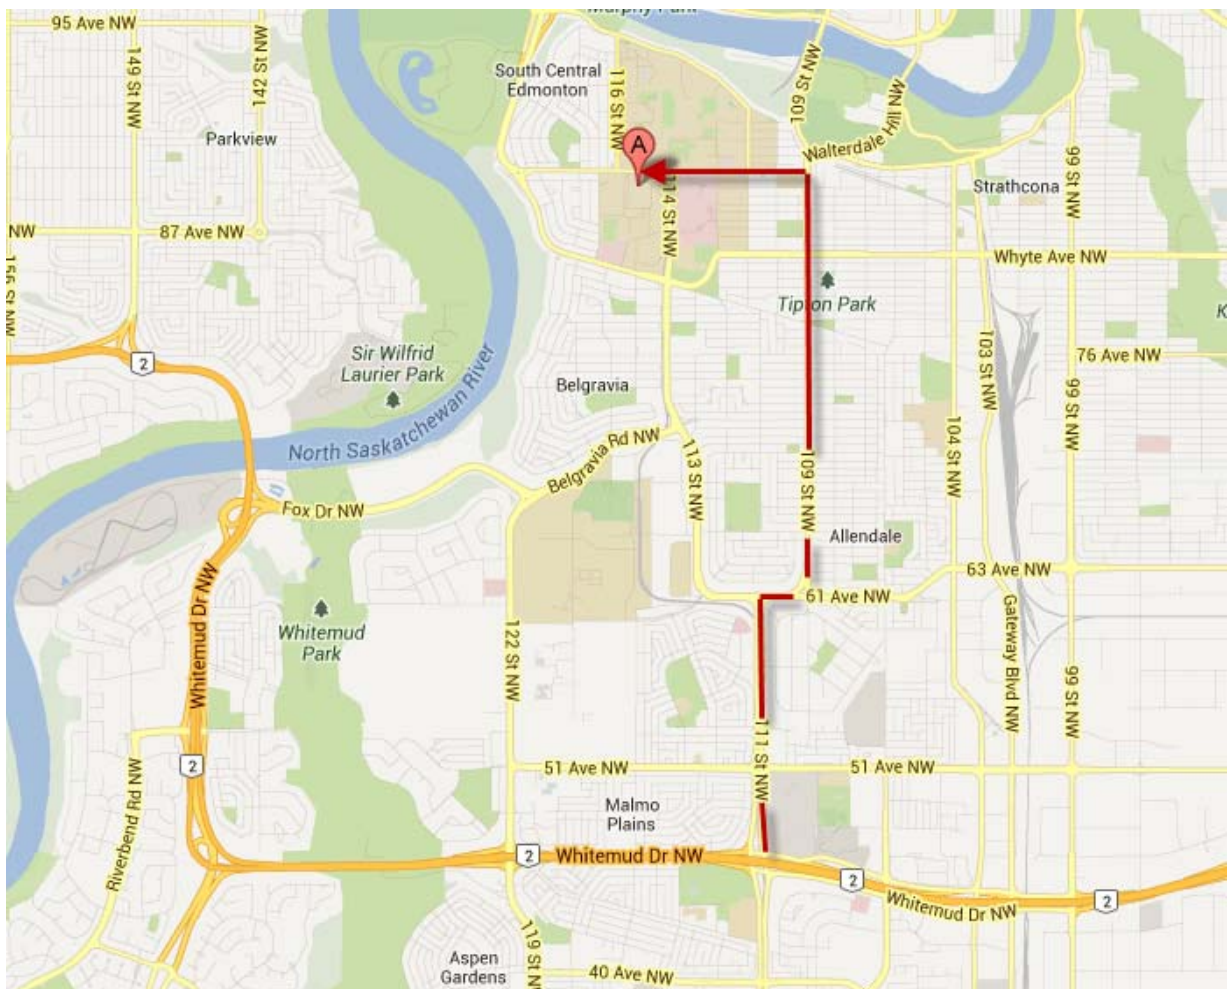 Murphy Park
95 Ave NW
149 St NW
142 St NW
South Central
Edmonton
116 St NW
109 St NW
Parkview
A
Walterdale Hill NW
99 St NW
Strathcona
114 St NW
NW
87 Ave NW
Whyte Ave NW
156 St NW
Tipton Park
K
2
Sir Wilfrid
Laurier Park
103 St NW
76 Ave NW
Belgravia
North Saskatchewan River
Belgravia Rd NW
113 St NW
109 St NW
104 St NW
99 St NW
Fox Dr NW
Allendale
63 Ave NW
61 Ave NW
Whitemud Dr NW
Whitemud
Park
122 St NW
Gateway Blvd NW
99 St NW
111 St NW
2
51 Ave NW
51 Ave NW
Riverbend Rd NW
Malmo
Plains
2
Whitemud Dr NW
2
Whitemud Dr NW
2
119 St NW
Aspen
Gardens
40 Ave NW